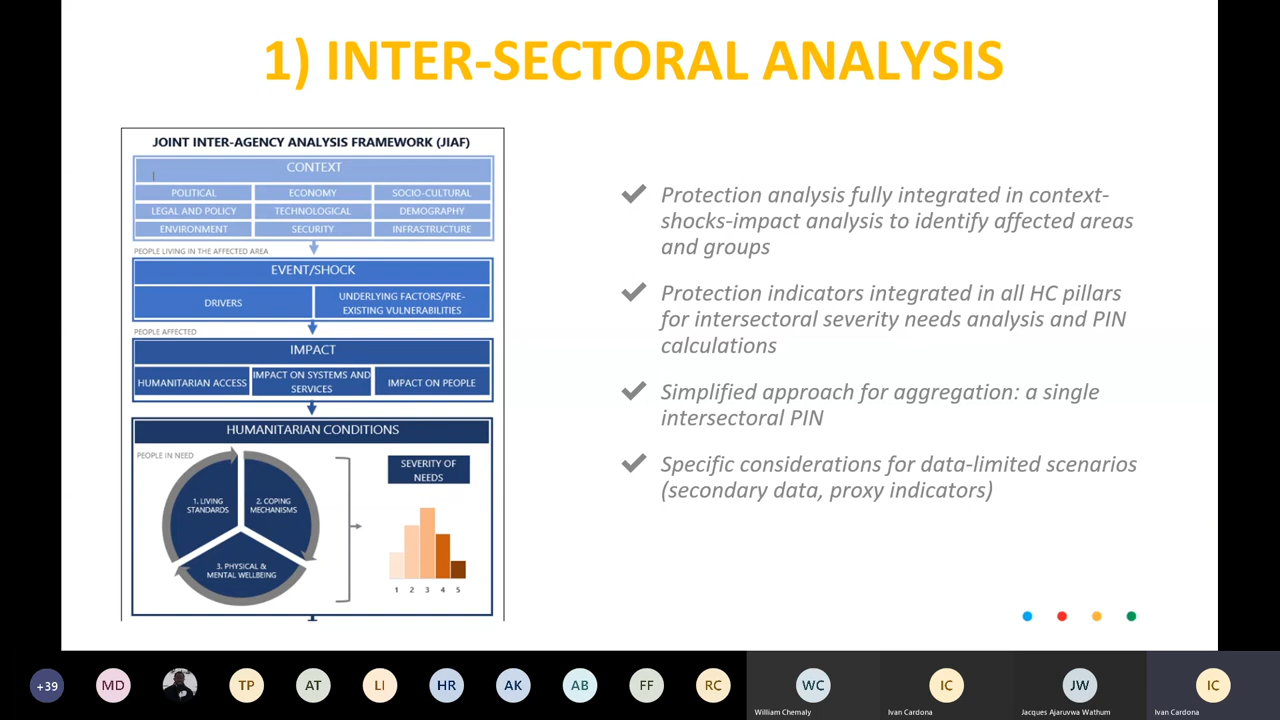 1) INTER-SECTORAL ANALYSIS
JOINT INTER-AGENCY ANALYSIS FRAMEWORK (JIAF)
CONTEXT
POLITICAL
ECONOMY
SOCIO-CULTURAL
LEGAL AND POLICY
TECHNOLOGICAL
DEMOGRAPHY
ENVIRONMENT
SECURITY
INFRASTRUCTURE
PEOPLE LIVING IN THE AFFECTED AREA
EVENT/SHOCK
DRIVERS
UNDERLYING FACTORS/PRE-
EXISTING VULNERABILITIES
PEOPLE AFFECTED
IMPACT
HUMANITARIAN ACCESS
IMPACT ON SYSTEMS AND
SERVICES
IMPACT ON PEOPLE
HUMANITARIAN CONDITIONS
PEOPLE IN NEED
1. LIVING
STANDARDS
2. COPING
MECHANISMS
3. PHYSICAL &
MENTAL WELLBEING
SEVERITY OF
NEEDS
1 2 3 4 5
Protection analysis fully integrated in context-
shocks-impact analysis to identify affected areas
and groups
Protection indicators integrated in all HC pillars
for intersectoral severity needs analysis and PIN
calculations
Simplified approach for aggregation: a single
intersectoral PIN
Specific considerations for data-limited scenarios
(secondary data, proxy indicators)
+39
MD
TP
AT
LI
HR
AK
AB
FF
RC
WC
William Chemaly
IC
Ivan Cardona
JW
Jacques Ajaruvwa Wathum
IC
Ivan Cardona